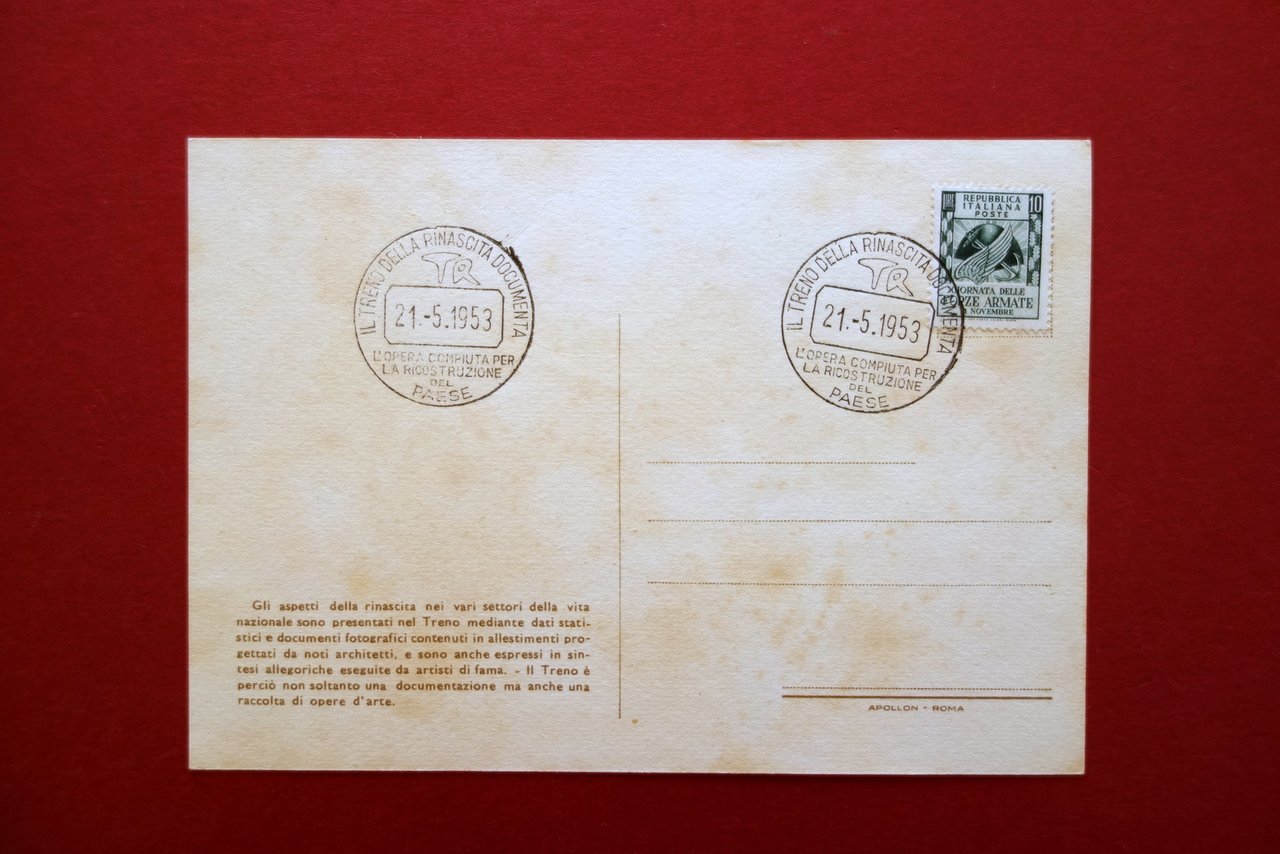 IL TRENO DELLA RINASCITA DOCUMENTA
TR
21.-5.1953
L'OPERA COMPIUTA PER
LA RICOSTRUZIONE
DEL
PAESE
Gli aspetti della rinascita nei vari settori della vita
nazionale sono presentati nel Treno mediante dati stati-
stici e documenti fotografici contenuti in allestimenti pro-
gettati da noti architetti, e sono anche espressi in sin-
tesi allegoriche eseguite da artisti di fama. - Il Treno è
perciò non soltanto una documentazione ma anche una
raccolta di opere d'arte.
LIRE
10
REPUBBLICA
ITALIANA
POSTE
GIORNATA DELLE
NOVEMBRE
IL TRENO DELLA RINASCITA DOCUMENTA
TR
21.-5.1953
L'OPERA COMPIUTA PER
LA RICOSTRUZIONE
DEL
PAESE
APOLLON - ROMA